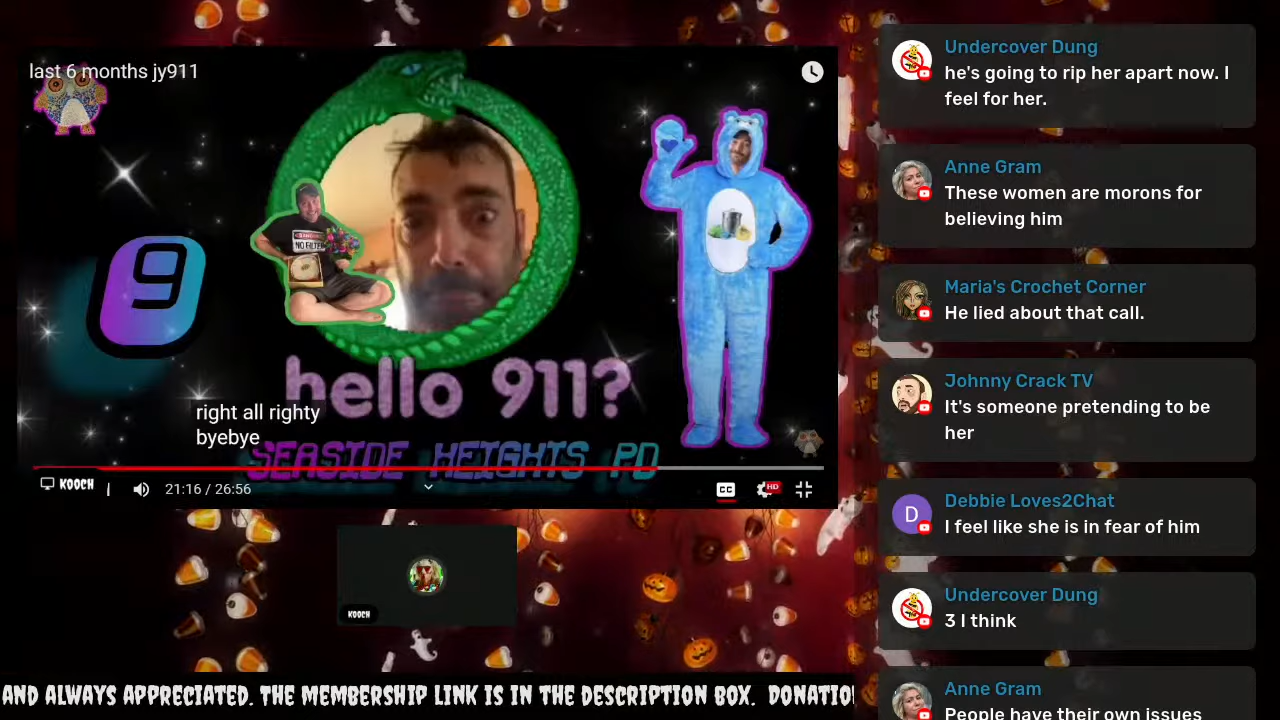 last 6 months jy911
9
NO FILTER
hello 911?
right all righty
byebye
SEASIDE HEIGHTS PD
KOOCH
21:16 / 26:56
CC
HD
KOOCH
AND ALWAYS APPRECIATED. THE MEMBERSHIP LINK IS IN THE DESCRIPTION BOX. DONATIO
Undercover Dung
he's going to rip her apart now. I
feel for her.
Anne Gram
These women are morons for
believing him
Maria's Crochet Corner
He lied about that call.
Johnny Crack TV
It's someone pretending to be
her
D
Debbie Loves2Chat
I feel like she is in fear of him
Undercover Dung
3 I think
Anne Gram
People have their own issues